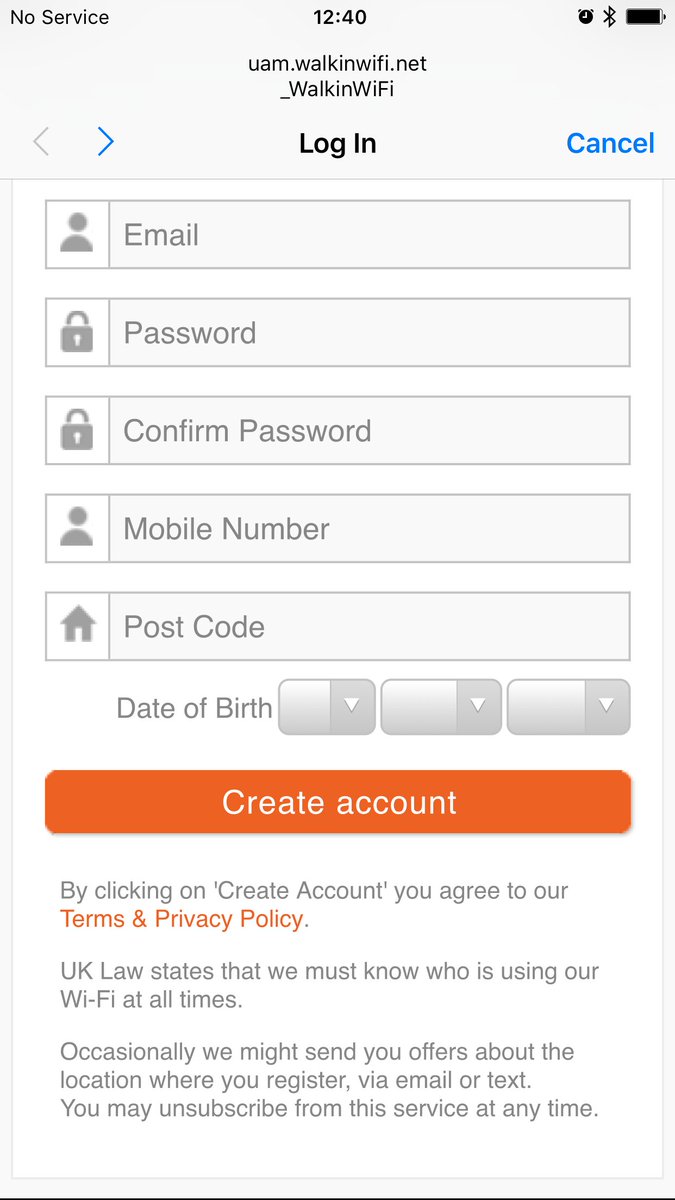 No Service
12:40
uam.walkinwifi.net
_WalkinWiFi
Log In
Cancel
Email
Password
Confirm Password
Mobile Number
Post Code
Date of Birth
Create account
By clicking on 'Create Account' you agree to our
Terms & Privacy Policy.
UK Law states that we must know who is using our
Wi-Fi at all times.
Occasionally we might send you offers about the
location where you register, via email or text.
You may unsubscribe from this service at any time.